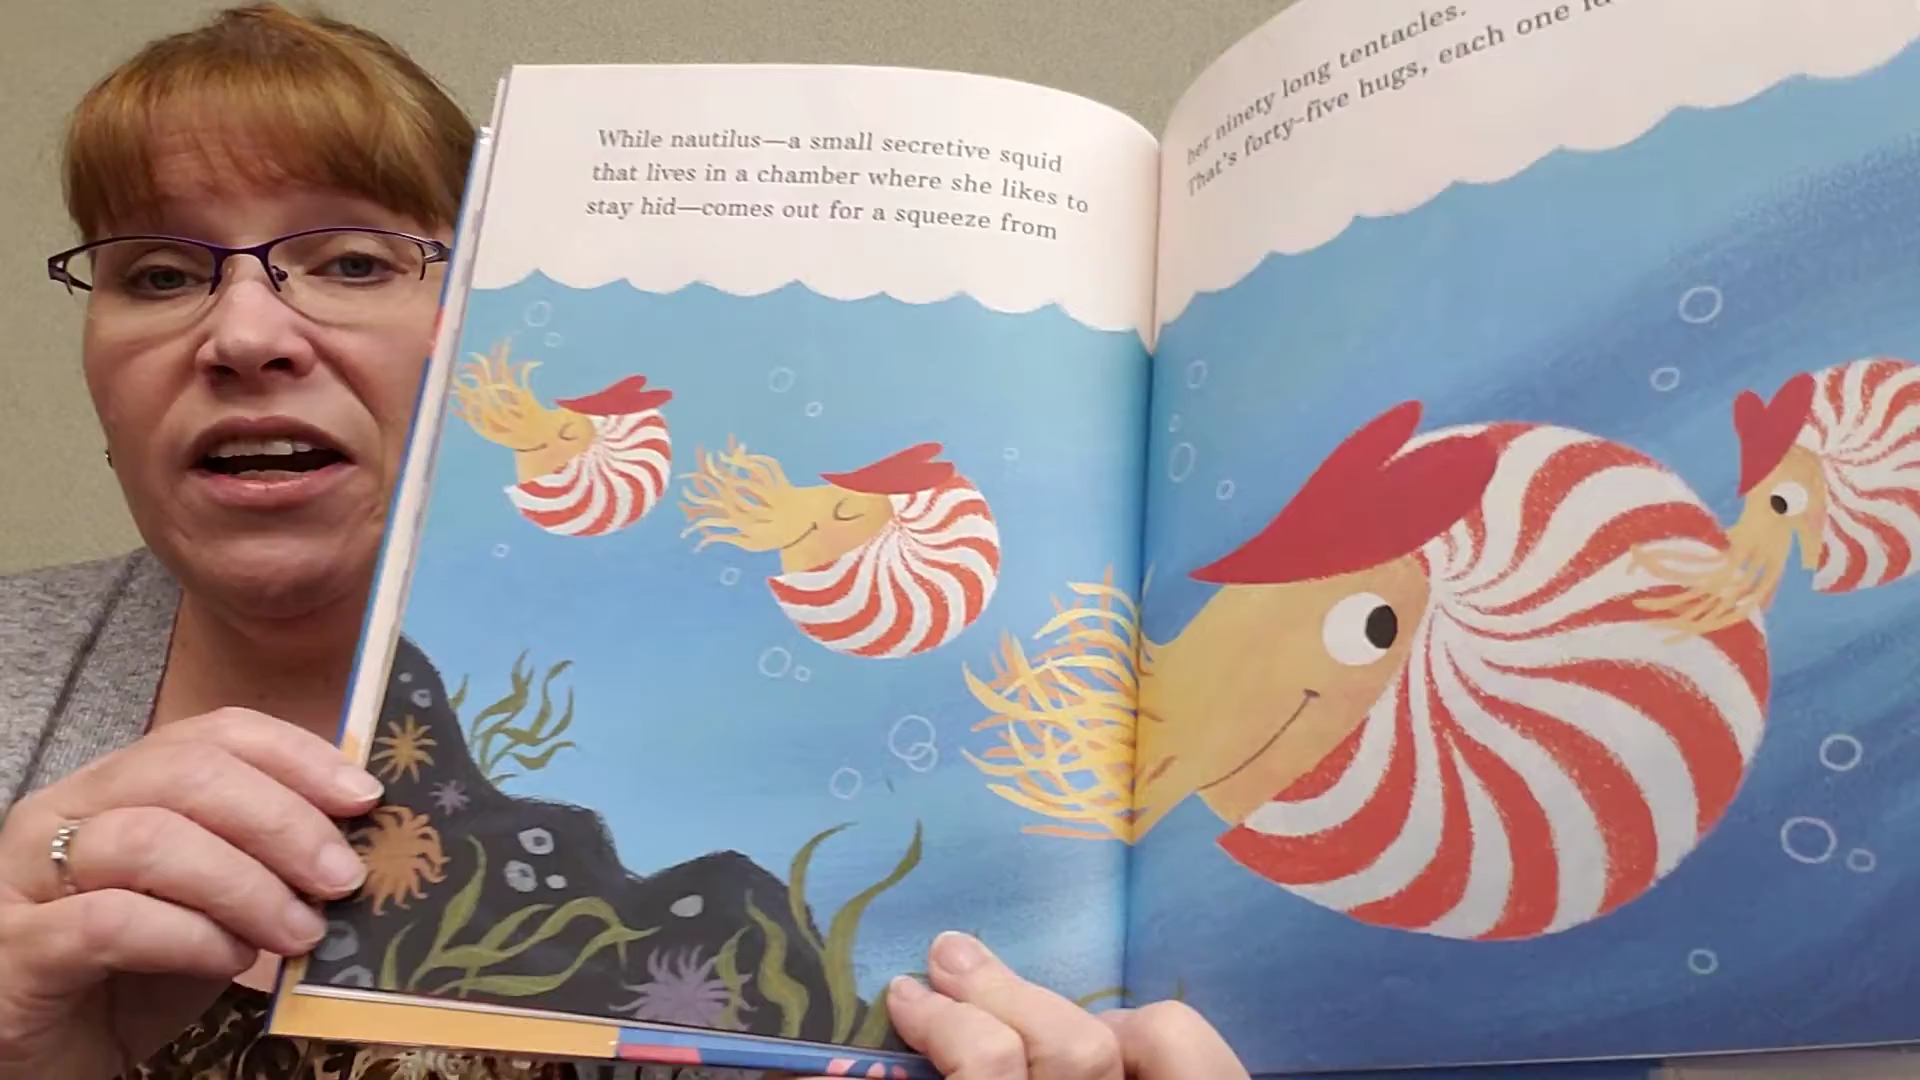 While nautilus—a small secretive squid
that lives in a chamber where she likes to
stay hid—comes out for a squeeze from
her ninety long tentacles.
That's forty-five hugs, each one